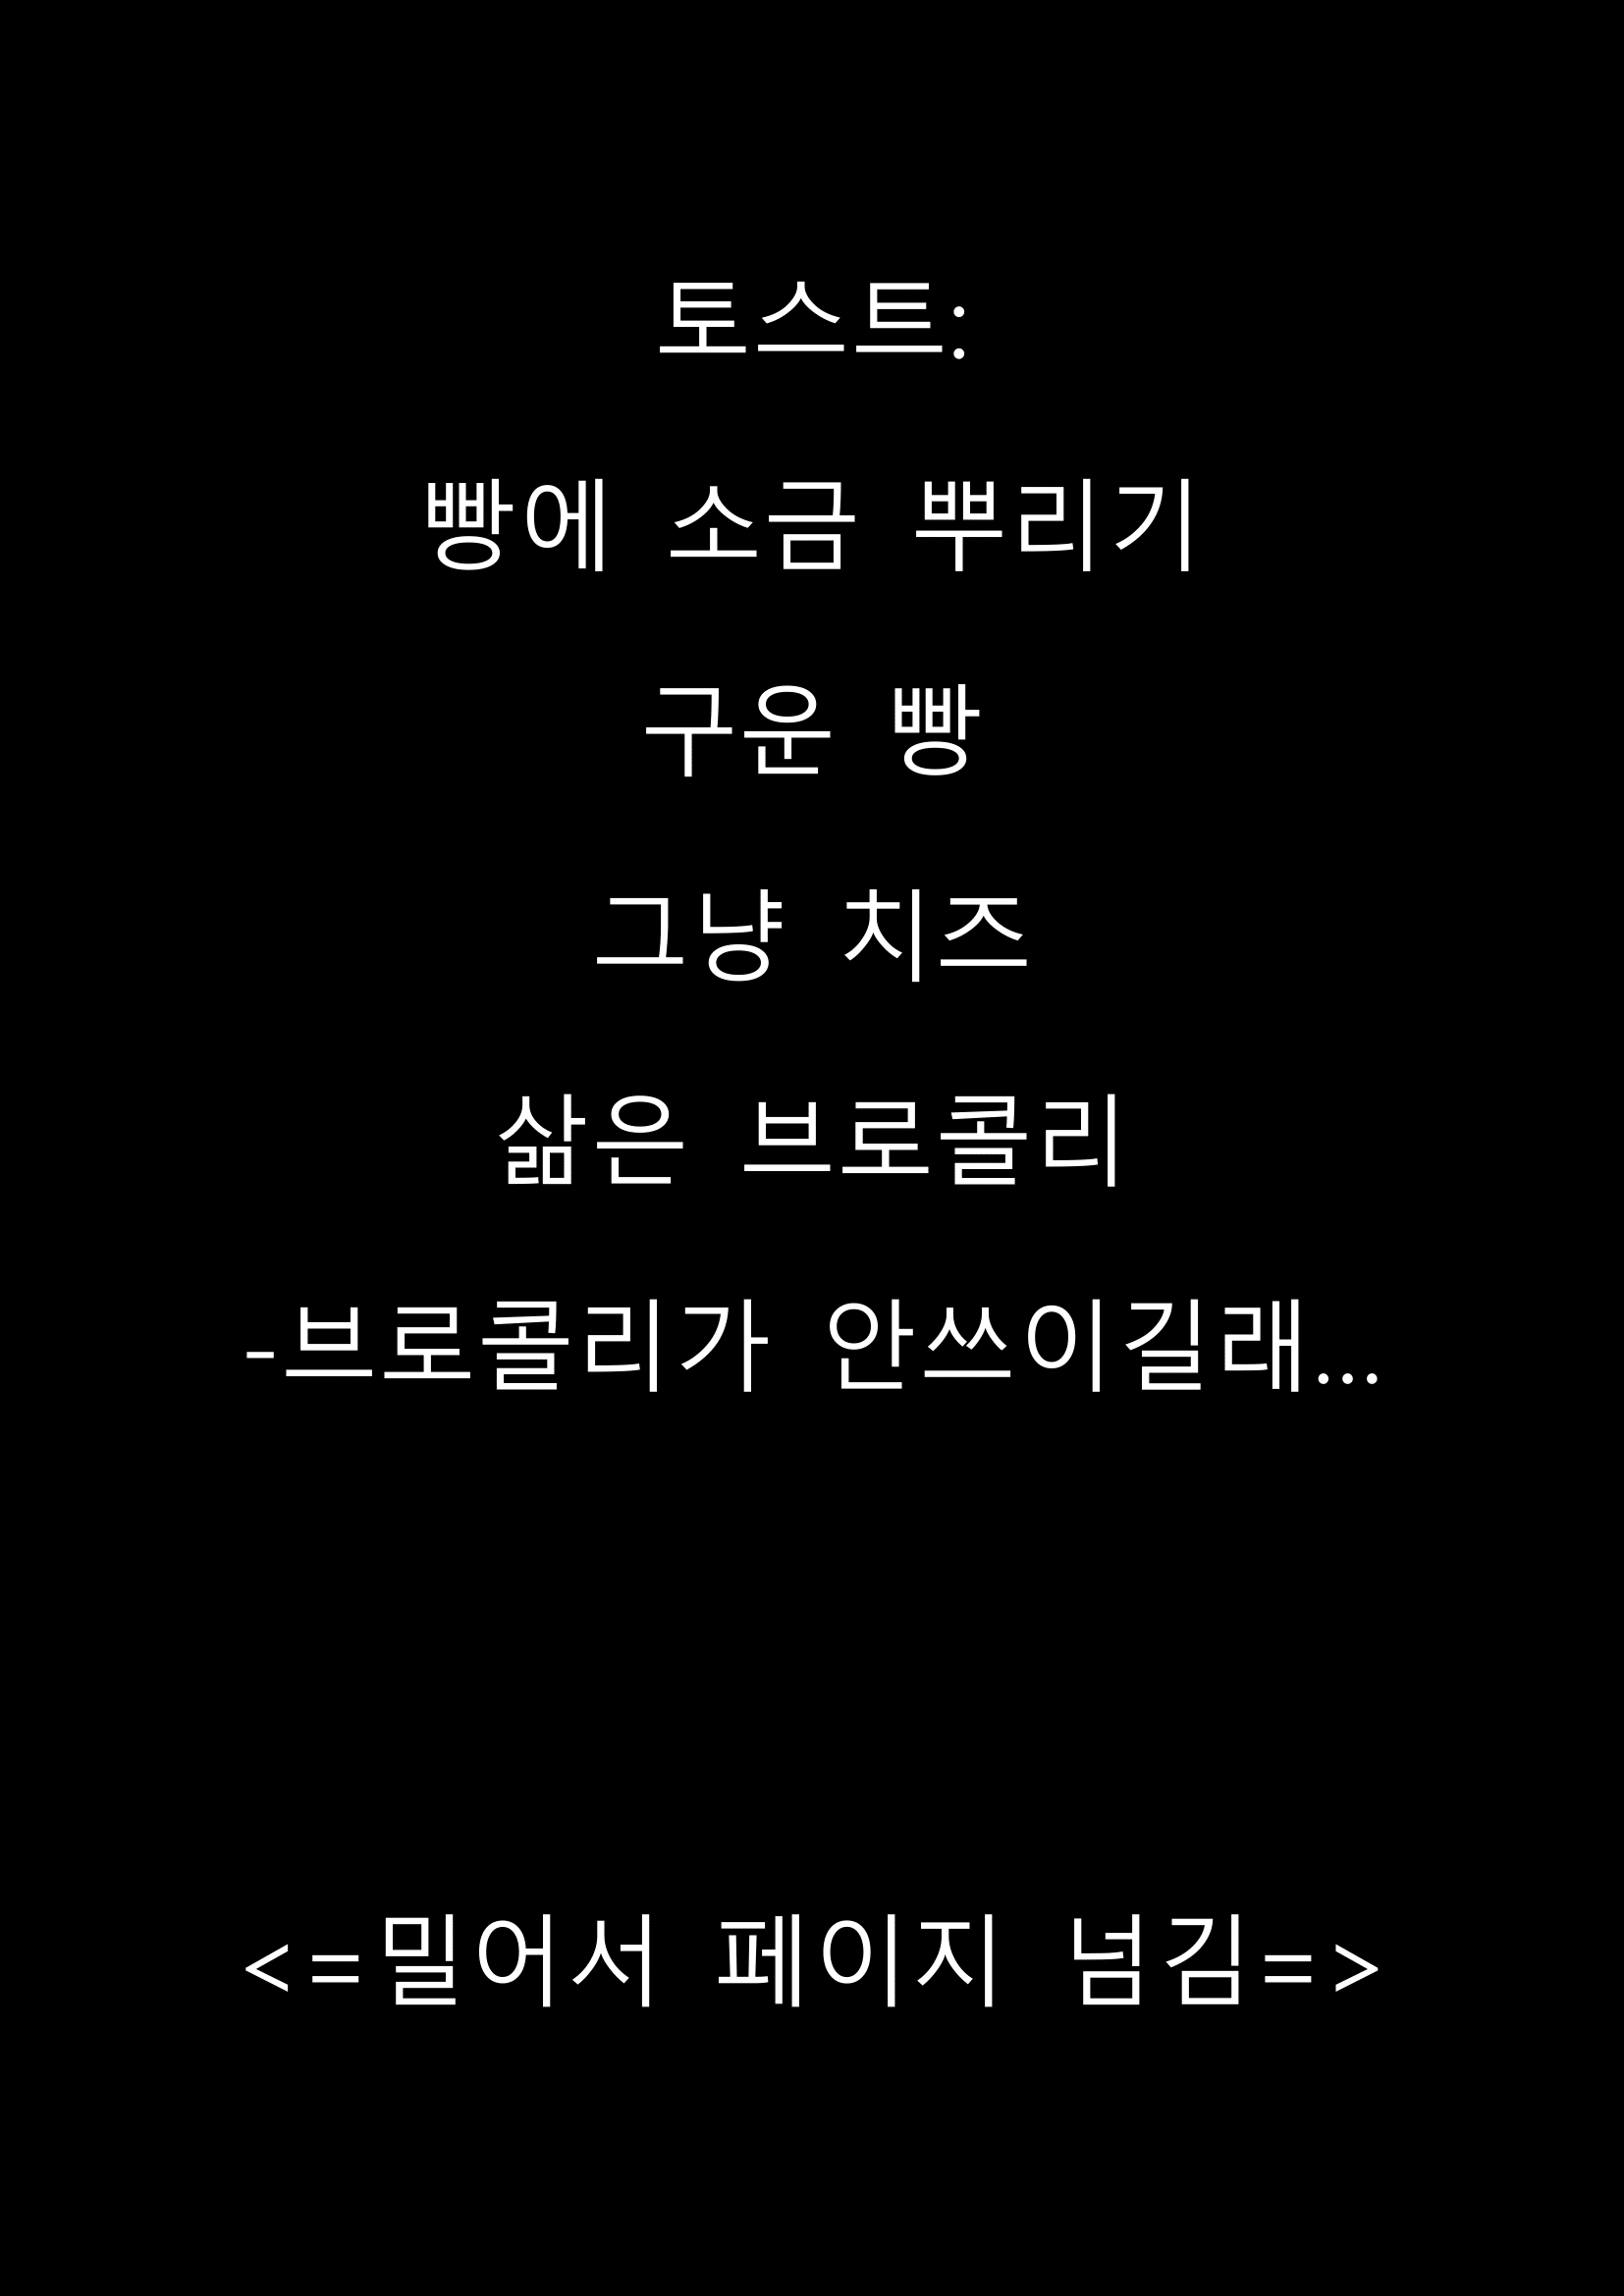 토스트:
빵에 소금 뿌리기
구운 빵
그냥 치즈
삶은 브로콜리
-브로콜리가 안쓰이길래...
<=밀어서 페이지 넘김=>